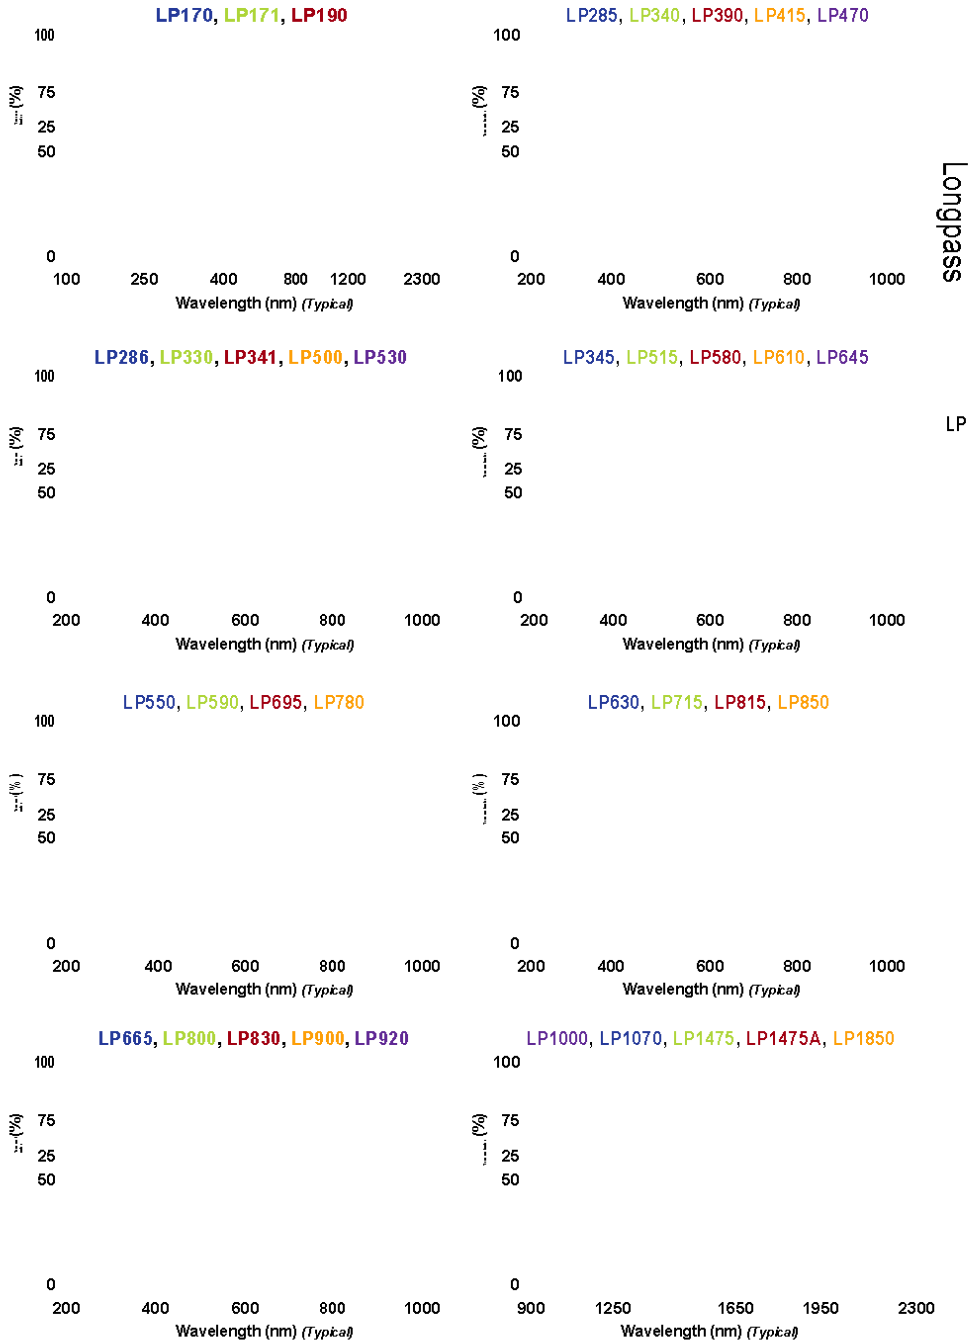 LP170, LP171, LP190
100
75
(%)
25
50
0
100 250 400 800 1200 2300
Wavelength (nm) (Typical)
LP285, LP340, LP390, LP415, LP470
100
75
(%)
25
50
0
200 400 600 800 1000
Wavelength (nm) (Typical)
Longpass
LP286, LP330, LP341, LP500, LP530
100
75
(%)
25
50
0
200 400 600 800 1000
Wavelength (nm) (Typical)
LP345, LP515, LP580, LP610, LP645
100
75
(%)
25
50
0
200 400 600 800 1000
Wavelength (nm) (Typical)
LP
LP550, LP590, LP695, LP780
100
75
(%)
25
50
0
200 400 600 800 1000
Wavelength (nm) (Typical)
LP630, LP715, LP815, LP850
100
75
(%)
25
50
0
200 400 600 800 1000
Wavelength (nm) (Typical)
LP665, LP800, LP830, LP900, LP920
100
75
(%)
25
50
0
200 400 600 800 1000
Wavelength (nm) (Typical)
LP1000, LP1070, LP1475, LP1475A, LP1850
100
75
(%)
25
50
0
900 1250 1650 1950 2300
Wavelength (nm) (Typical)